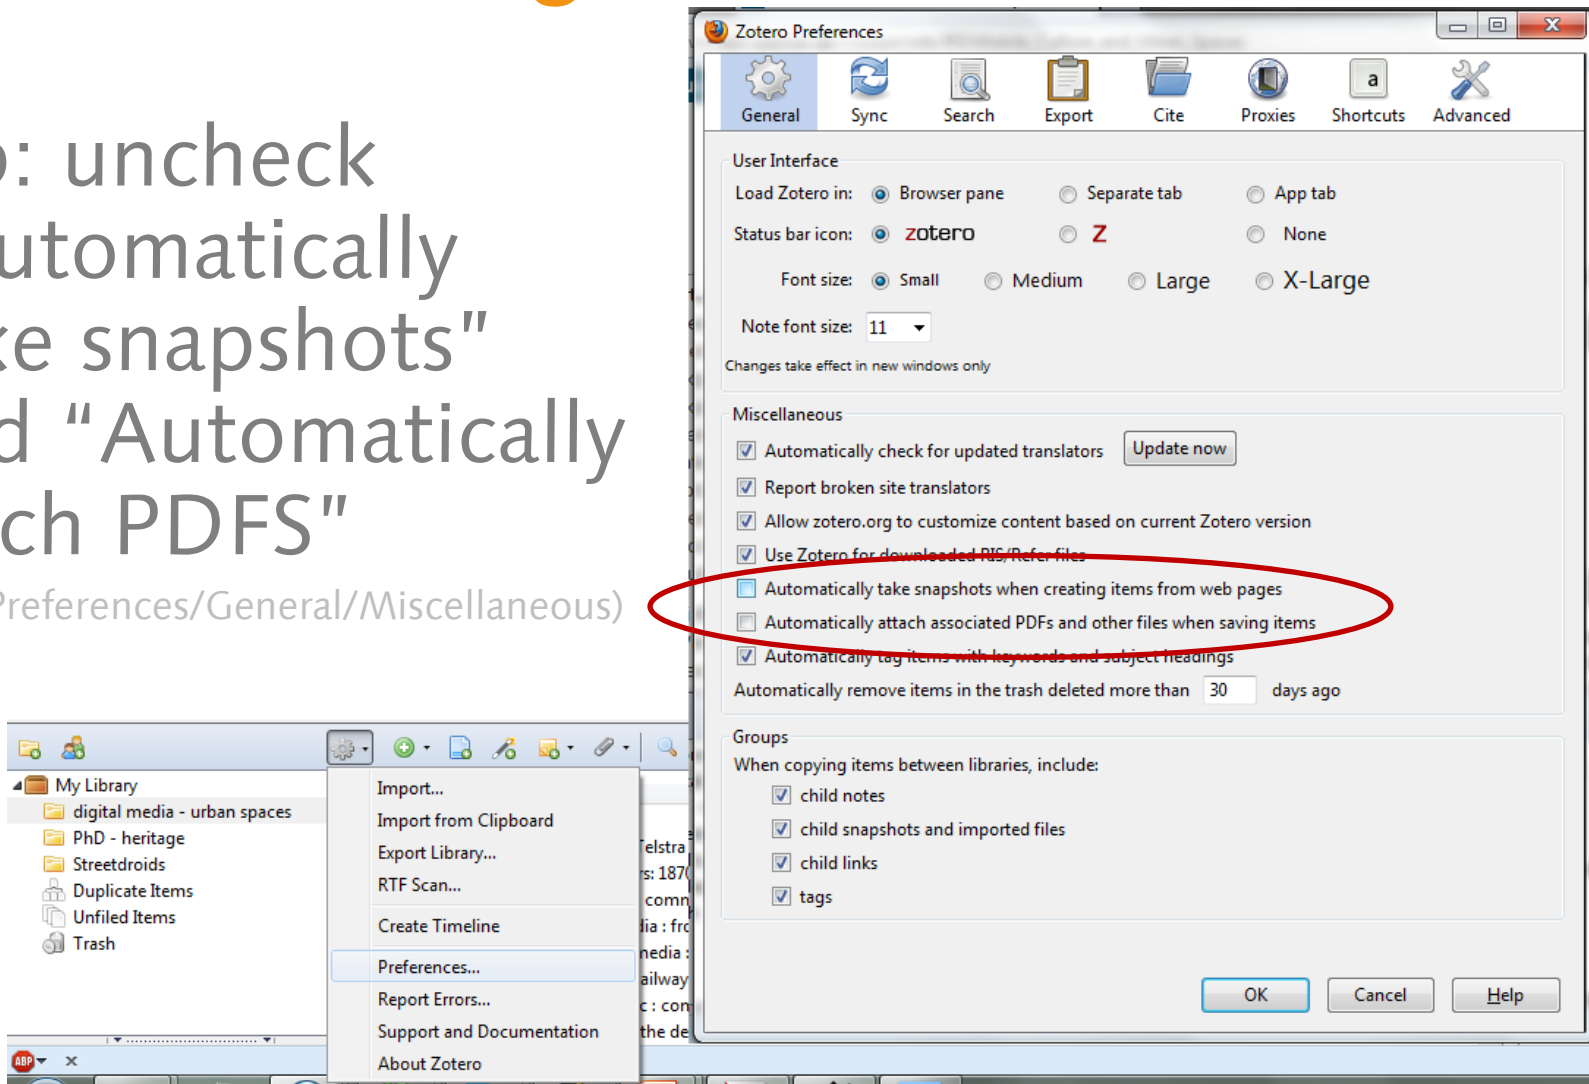 : uncheck
utomatically
e snapshots"
d “Automatically
ch PDFS"
Preferences/General/Miscellaneous)
Zotero Preferences
General Sync Search Export Cite Proxies a Shortcuts Advanced
User Interface
Load Zotero in: Browser pane Separate tab App tab
Status bar icon: zotero Z None
Font size: Small Medium Large X-Large
Note font size: 11
Changes take effect in new windows only
Miscellaneous
Automatically check for updated translators Update now
Report broken site translators
Allow zotero.org to customize content based on current Zotero version
Use Zotero for downloaded RIS/Refer files
Automatically take snapshots when creating items from web pages
Automatically attach associated PDFs and other files when saving items
Automatically tag items with keywords and subject headings
Automatically remove items in the trash deleted more than 30 days ago
Groups
When copying items between libraries, include:
child notes
child snapshots and imported files
child links
tags
OK Cancel Help
My Library
digital media - urban spaces
PhD - heritage
Streetdroids
Duplicate Items
Unfiled Items
Trash
Import...
Import from Clipboard
Export Library...
RTF Scan...
Create Timeline
Preferences...
Report Errors...
Support and Documentation
About Zotero
Telstra
s: 187
comm
dia : fro
media :
ailway
c : con
the de
ABP